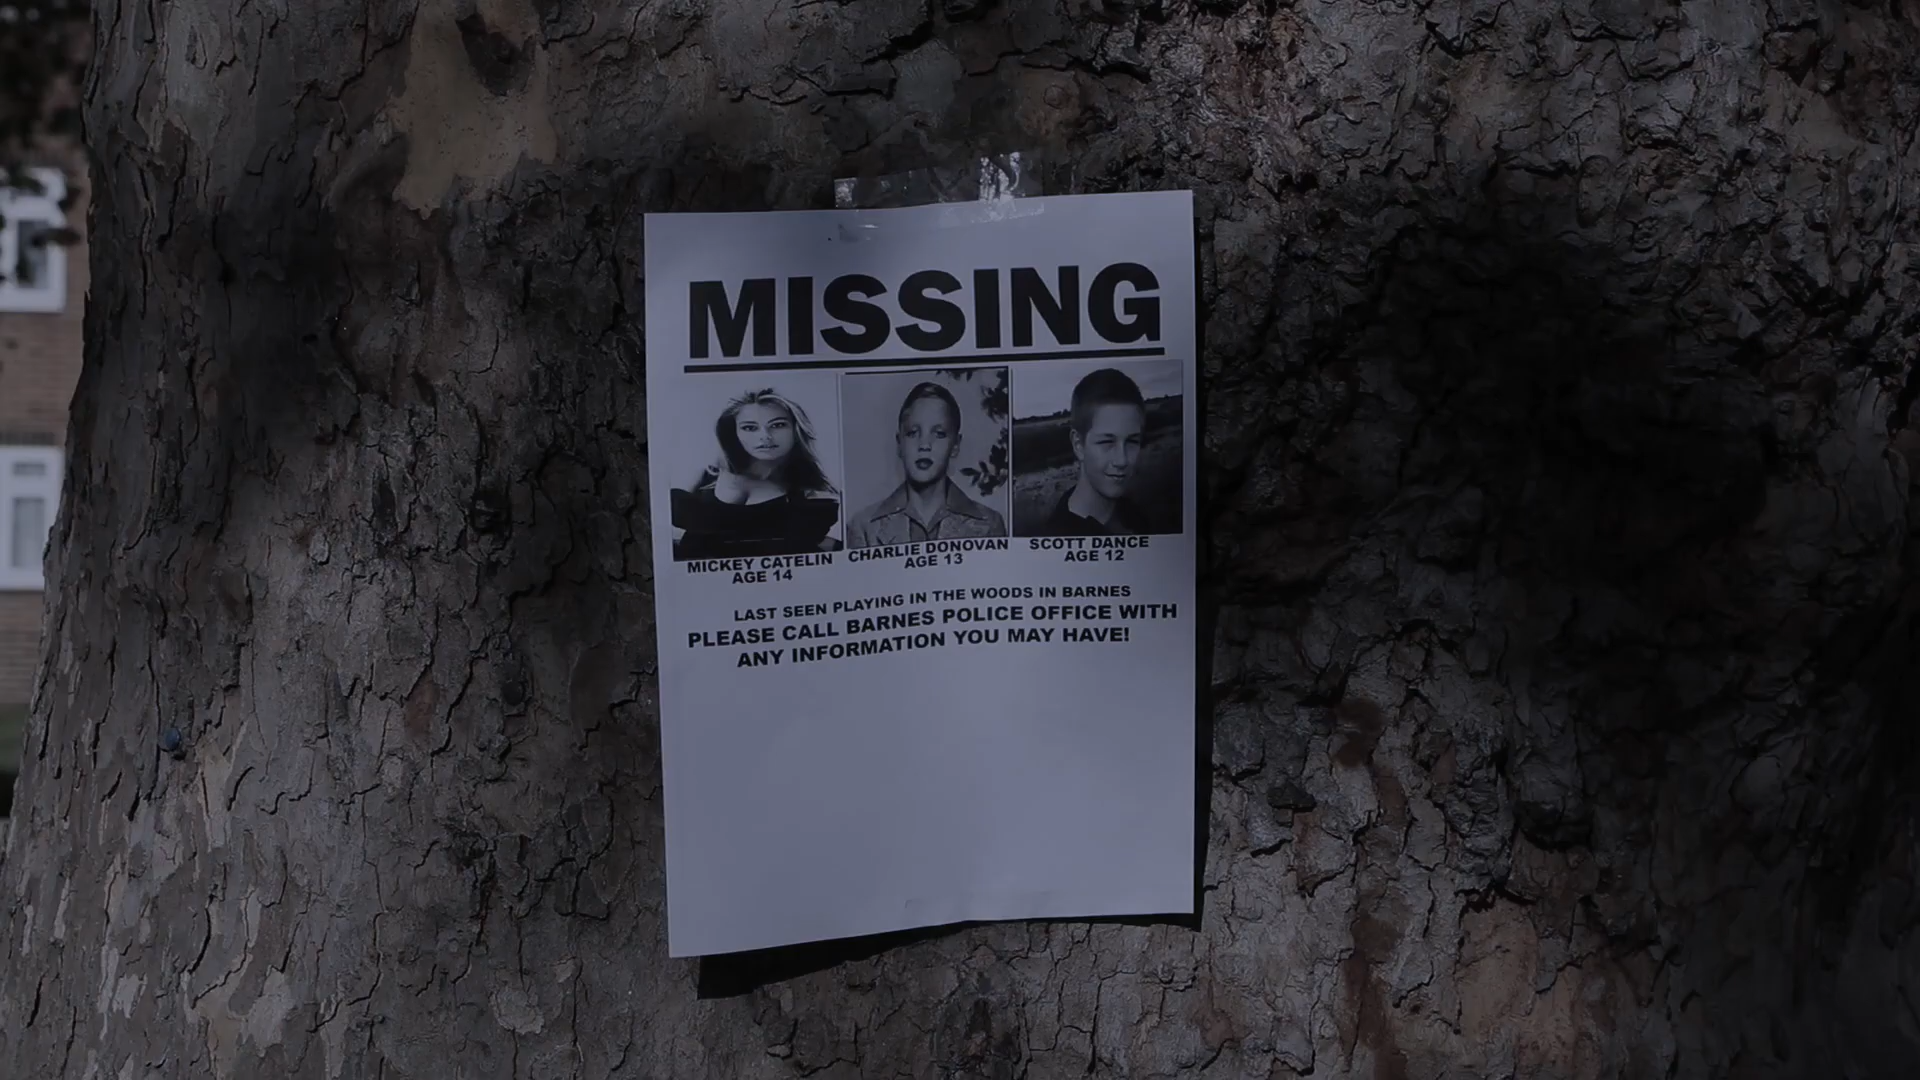 MISSING
MICKEY CATELIN
AGE 14
CHARLIE DONOVAN
AGE 13
SCOTT DANCE
AGE 12
LAST SEEN PLAYING IN THE WOODS IN BARNES
PLEASE CALL BARNES POLICE OFFICE WITH
ANY INFORMATION YOU MAY HAVE!